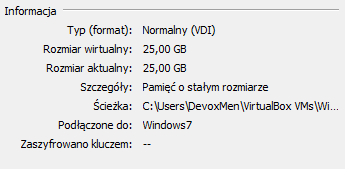 Informacja
Typ (format): Normalny (VDI)
Rozmiar wirtualny: 25,00 GB
Rozmiar aktualny: 25,00 GB
Szczegóły: Pamięć o stałym rozmiarze
Ścieżka: C:\Users\DevoxMen\VirtualBox VMs\Wi...
Podłączone do: Windows7
Zaszyfrowano kluczem: --